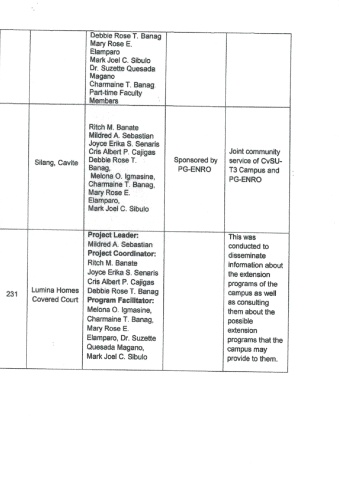 Debbie Rose T. Banag
Mary Rose E.
Elamparo
Mark Joel C. Sibulo
Dr. Suzette Quesada
Magano
Charmaine T. Banag
Part-time Faculty
Members
Silang, Cavite
Ritch M. Banate
Mildred A. Sebastian
Joyce Erika S. Senaris
Cris Albert P. Cajigas
Debbie Rose T.
Banag,
Melona O. Igmasine,
Charmaine T. Banag,
Mary Rose E.
Elamparo,
Mark Joel C. Sibulo
Sponsored by
PG-ENRO
Joint community
service of CvSU-
T3 Campus and
PG-ENRO
231
Lumina Homes
Covered Court
Project Leader:
Mildred A. Sebastian
Project Coordinator:
Ritch M. Banate
Joyce Erika S. Senaris
Cris Albert P. Cajigas
Debbie Rose T. Banag
Program Facilitator:
Melona O. Igmasine,
Charmaine T. Banag,
Mary Rose E.
Elamparo, Dr. Suzette
Quesada Magano,
Mark Joel C. Sibulo
This was
conducted to
disseminate
information about
the extension
programs of the
campus as well
as consulting
them about the
possible
extension
programs that the
campus may
provide to them.